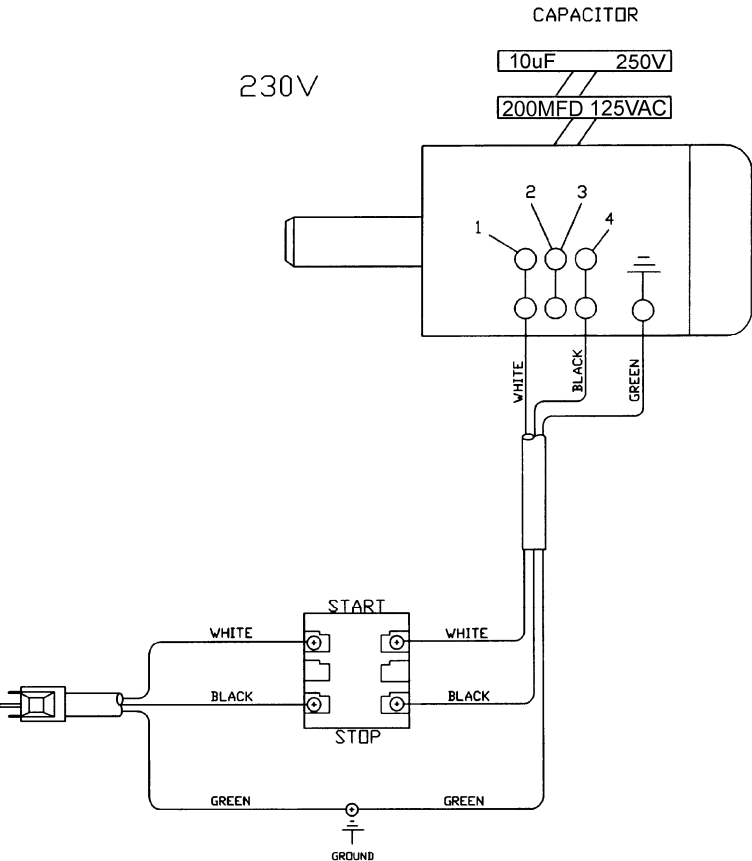 CAPACITOR
10uF 250V
230V
200MFD 125VAC
2 3
1 4
WHITE
BLACK
GREEN
START
WHITE WHITE
BLACK BLACK
STOP
GREEN GREEN
GROUND